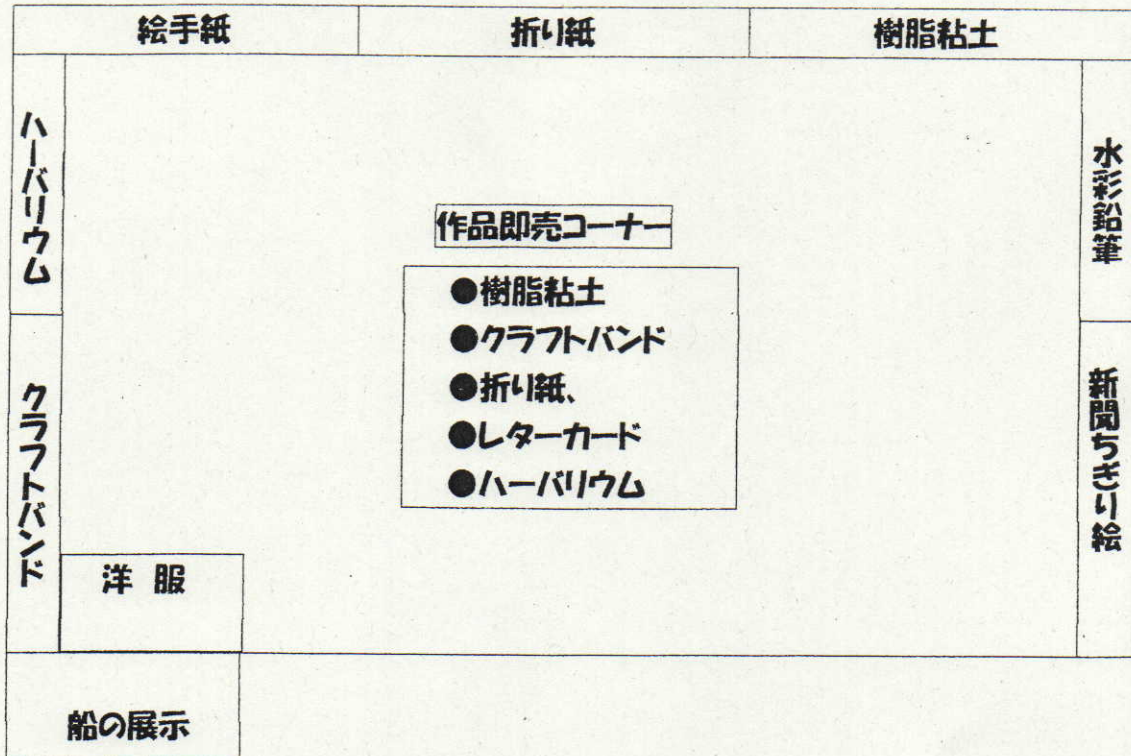 絵手紙
折り紙
樹脂粘土
ハーバリウム
クラフトバンド
作品即売コーナー
●樹脂粘土
●クラフトバンド
●折り紙、
●レターカード
●ハーバリウム
水彩鉛筆
新聞ちぎり絵
洋 服
船の展示